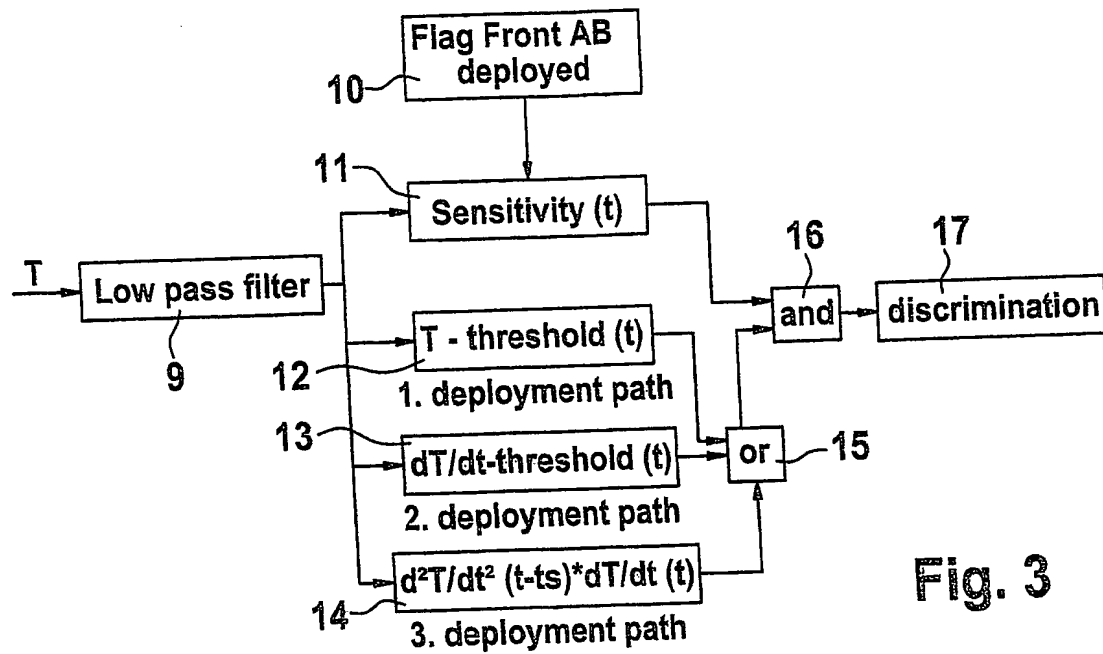 Flag Front AB
deployed
10
11
Sensitivity (t)
T
Low pass filter
9
16
and
17
discrimination
T - threshold (t)
12
1. deployment path
13
dT/dt-threshold (t)
2. deployment path
or
15
d²T/dt² (t-ts)*dT/dt (t)
14
3. deployment path
Fig. 3